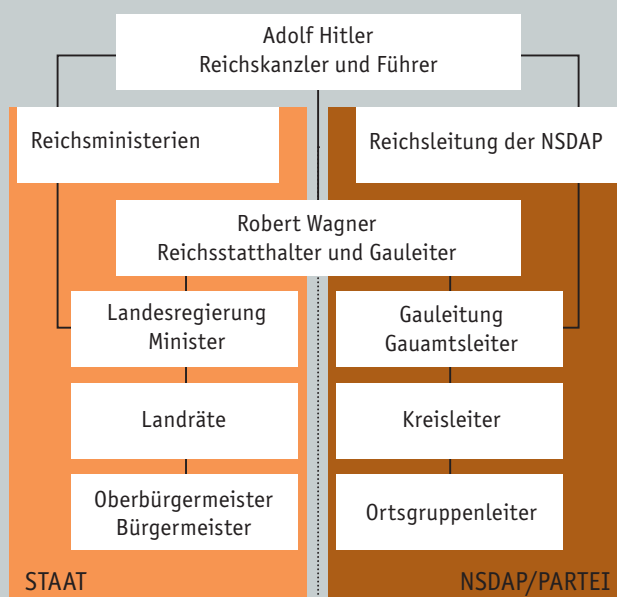 Adolf Hitler
Reichskanzler und Führer
Reichsministerien
Reichsleitung der NSDAP
Robert Wagner
Reichsstatthalter und Gauleiter
Landesregierung
Minister
Gauleitung
Gauamtsleiter
Landräte
Kreisleiter
Oberbürgermeister
Bürgermeister
Ortsgruppenleiter
STAAT
NSDAP/PARTEI